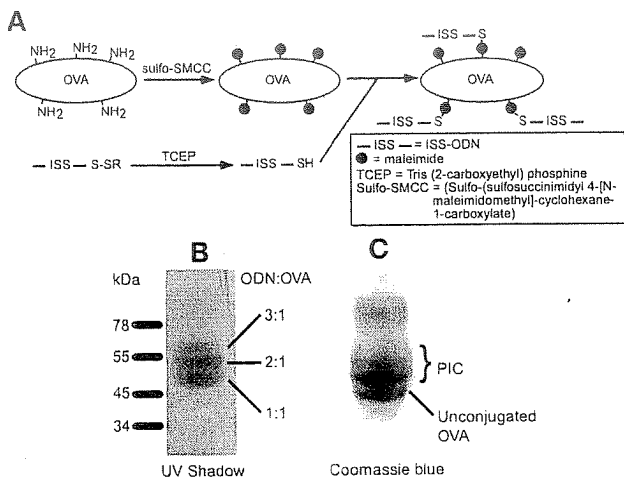 A
NH2 NH2 NH2
OVA
NH2 NH2
sulfo-SMCC
OVA
— ISS — S
OVA
— ISS — S
S — ISS —
— ISS — S-SR
TCEP
— ISS — SH
— ISS — = ISS-ODN
= maleimide
TCEP = Tris (2-carboxyethyl) phosphine
Sulfo-SMCC = (Sulfo-(sulfosuccinimidyl 4-[N-
maleimidomethyl]-cyclohexane-
1-carboxylate)
B
kDa
ODN:OVA
78
55
45
34
3:1
2:1
1:1
UV Shadow
C
PIC
Unconjugated
OVA
Coomassie blue